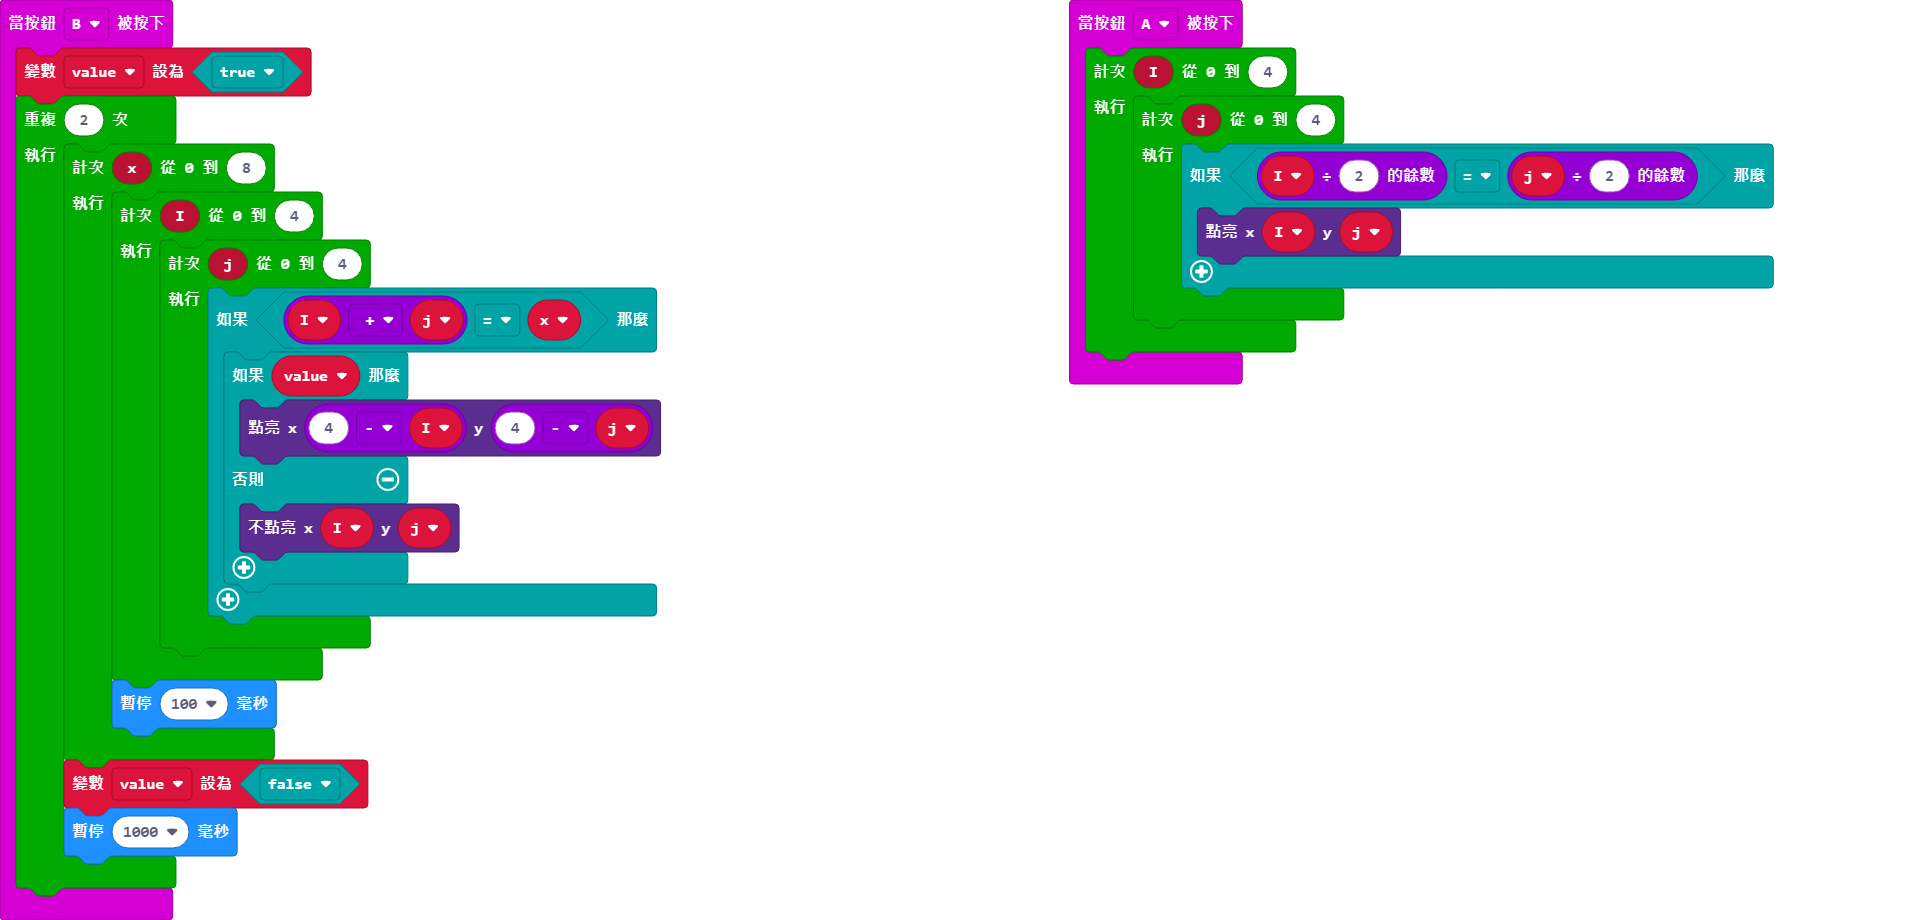 當按鈕 B 被按下
變數 value 設為 true
重複 2 次
執行
計次 x 從 0 到 8
執行
計次 I 從 0 到 4
執行
計次 j 從 0 到 4
執行
如果 I + j = x 那麼
如果 value 那麼
點亮 x 4 - I y 4 - j
否則
不點亮 x I y j
暫停 100 毫秒
變數 value 設為 false
暫停 1000 毫秒
當按鈕 A 被按下
計次 I 從 0 到 4
執行
計次 j 從 0 到 4
執行
如果 I ÷ 2 的餘數 = j ÷ 2 的餘數 那麼
點亮 x I y j